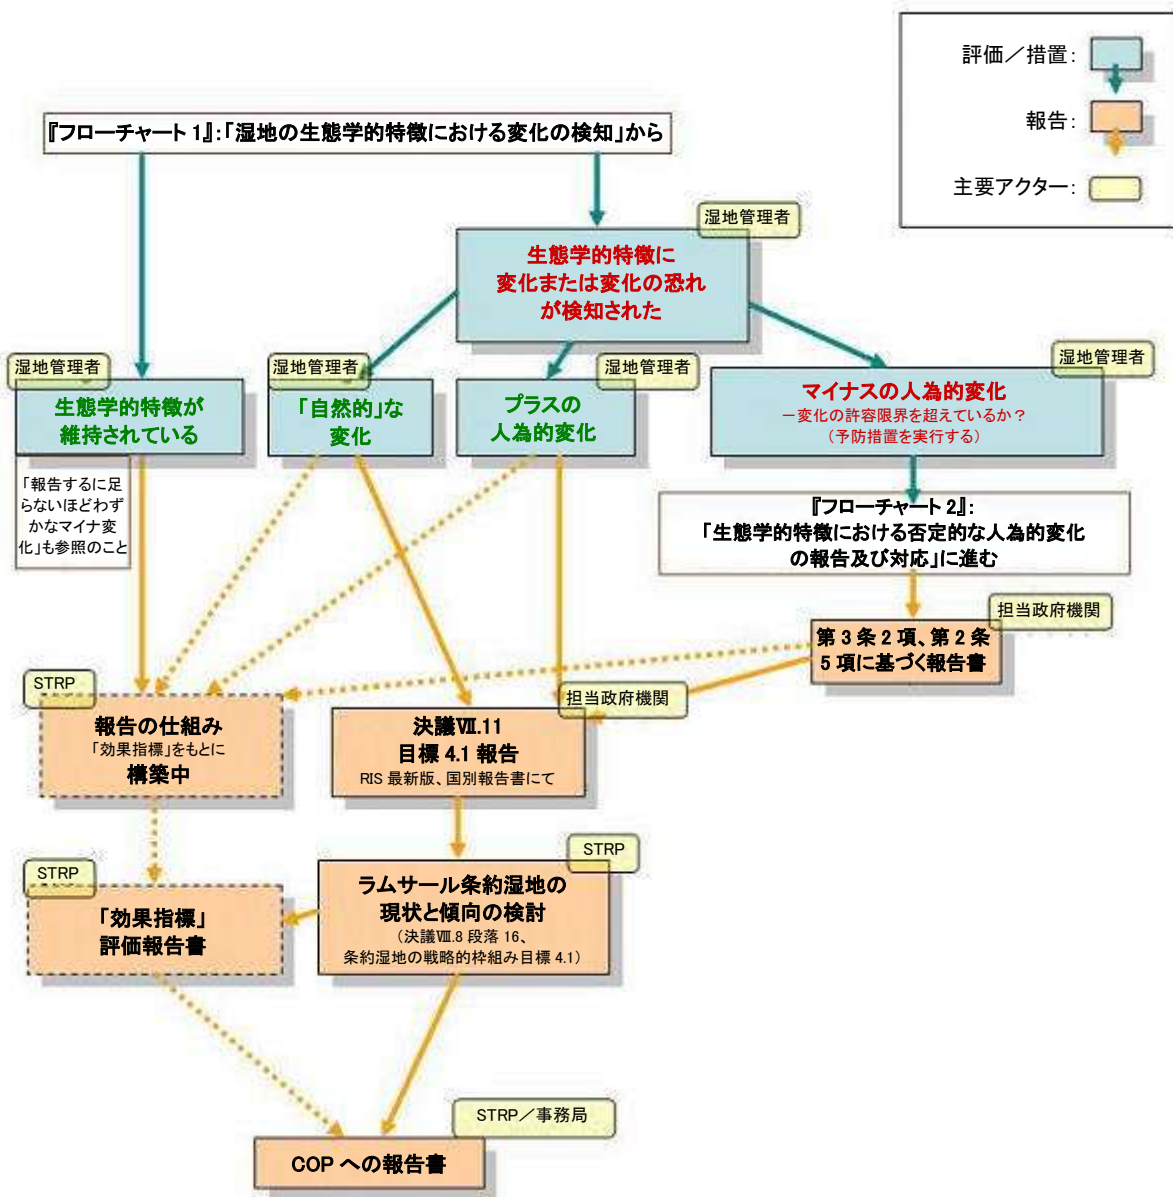 評価／措置：
報告：
主要アクター：
『フローチャート 1』：「湿地の生態学的特徴における変化の検知」から
湿地管理者
生態学的特徴に
変化または変化の恐れ
が検知された
湿地管理者
生態学的特徴が
維持されている
「報告するに足
らないほどわず
かなマイナ変
化」も参照のこと
湿地管理者
「自然的」な
変化
湿地管理者
プラスの
人為的変化
湿地管理者
マイナスの人為的変化
－変化の許容限界を超えているか？
（予防措置を実行する）
『フローチャート 2』：
「生態学的特徴における否定的な人為的変化
の報告及び対応」に進む
担当政府機関
第 3 条 2 項、第 2 条
5 項に基づく報告書
STRP
報告の仕組み
「効果指標」をもとに
構築中
担当政府機関
決議Ⅶ.11
目標 4.1 報告
RIS 最新版、国別報告書にて
STRP
「効果指標」
評価報告書
STRP
ラムサール条約湿地の
現状と傾向の検討
（決議Ⅶ.8 段落 16、
条約湿地の戦略的枠組み目標 4.1）
STRP／事務局
COP への報告書